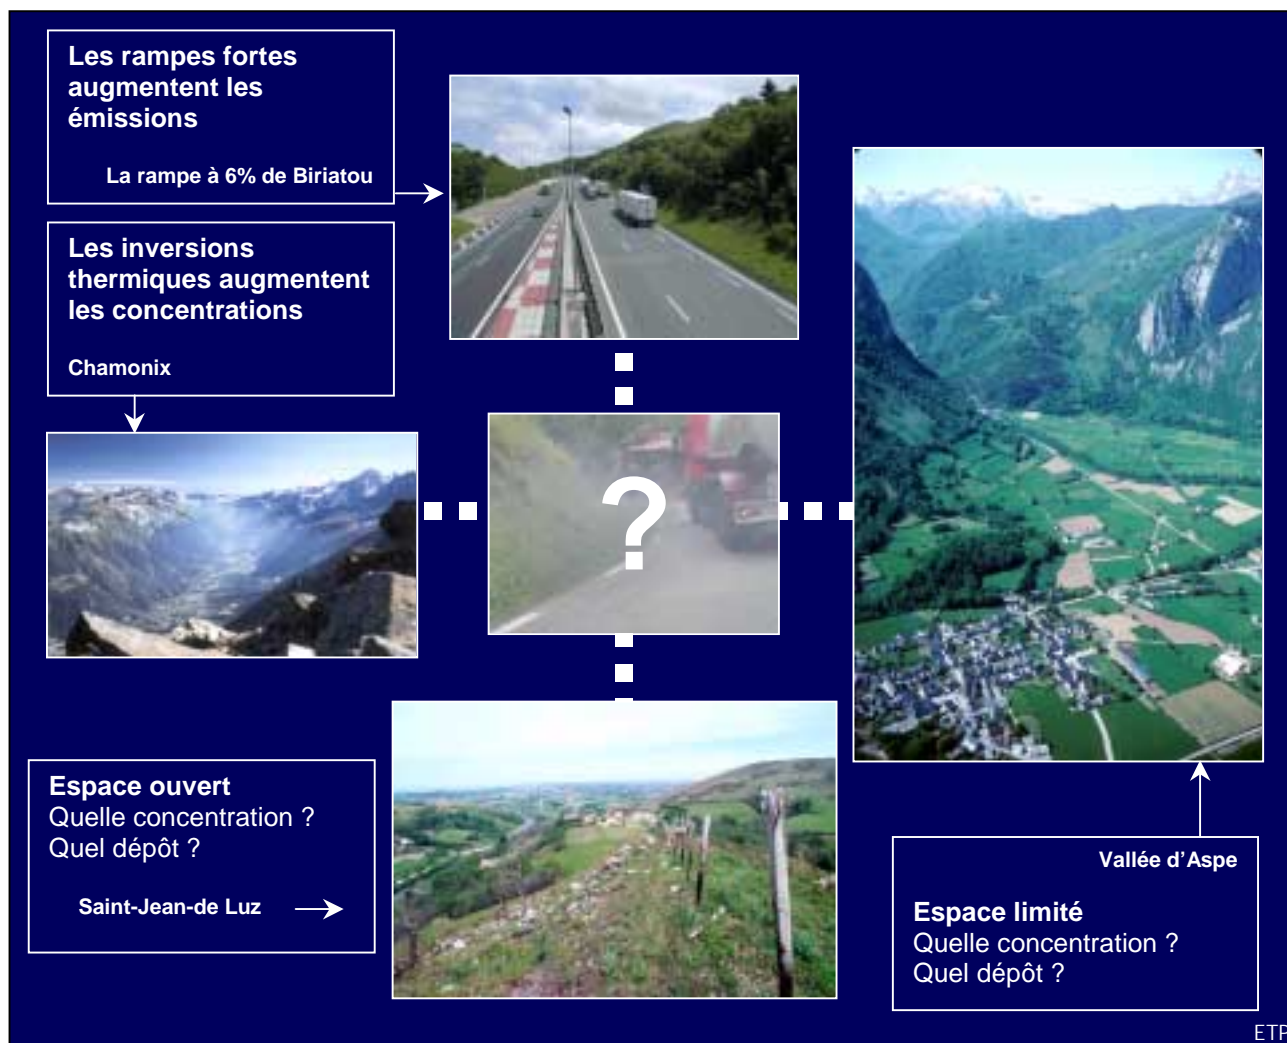 Les rampes fortes
augmentent les
émissions
La rampe à 6% de Biriatou
Les inversions
thermiques augmentent
les concentrations
Chamonix
?
Espace ouvert
Quelle concentration ?
Quel dépôt ?
Saint-Jean-de Luz
Vallée d’Aspe
Espace limité
Quelle concentration ?
Quel dépôt ?
ETP